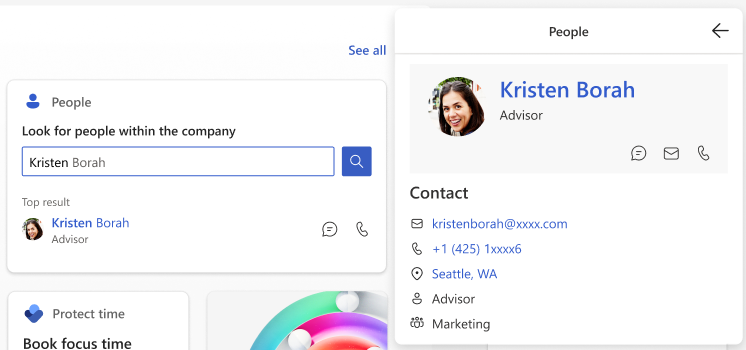 See all
People
Look for people within the company
Kristen Borah
Top result
Kristen Borah
Advisor
Protect time
Book focus time
People
Kristen Borah
Advisor
Contact
kristenborah@xxxx.com
+1 (425) 1xxxx6
Seattle, WA
Advisor
Marketing